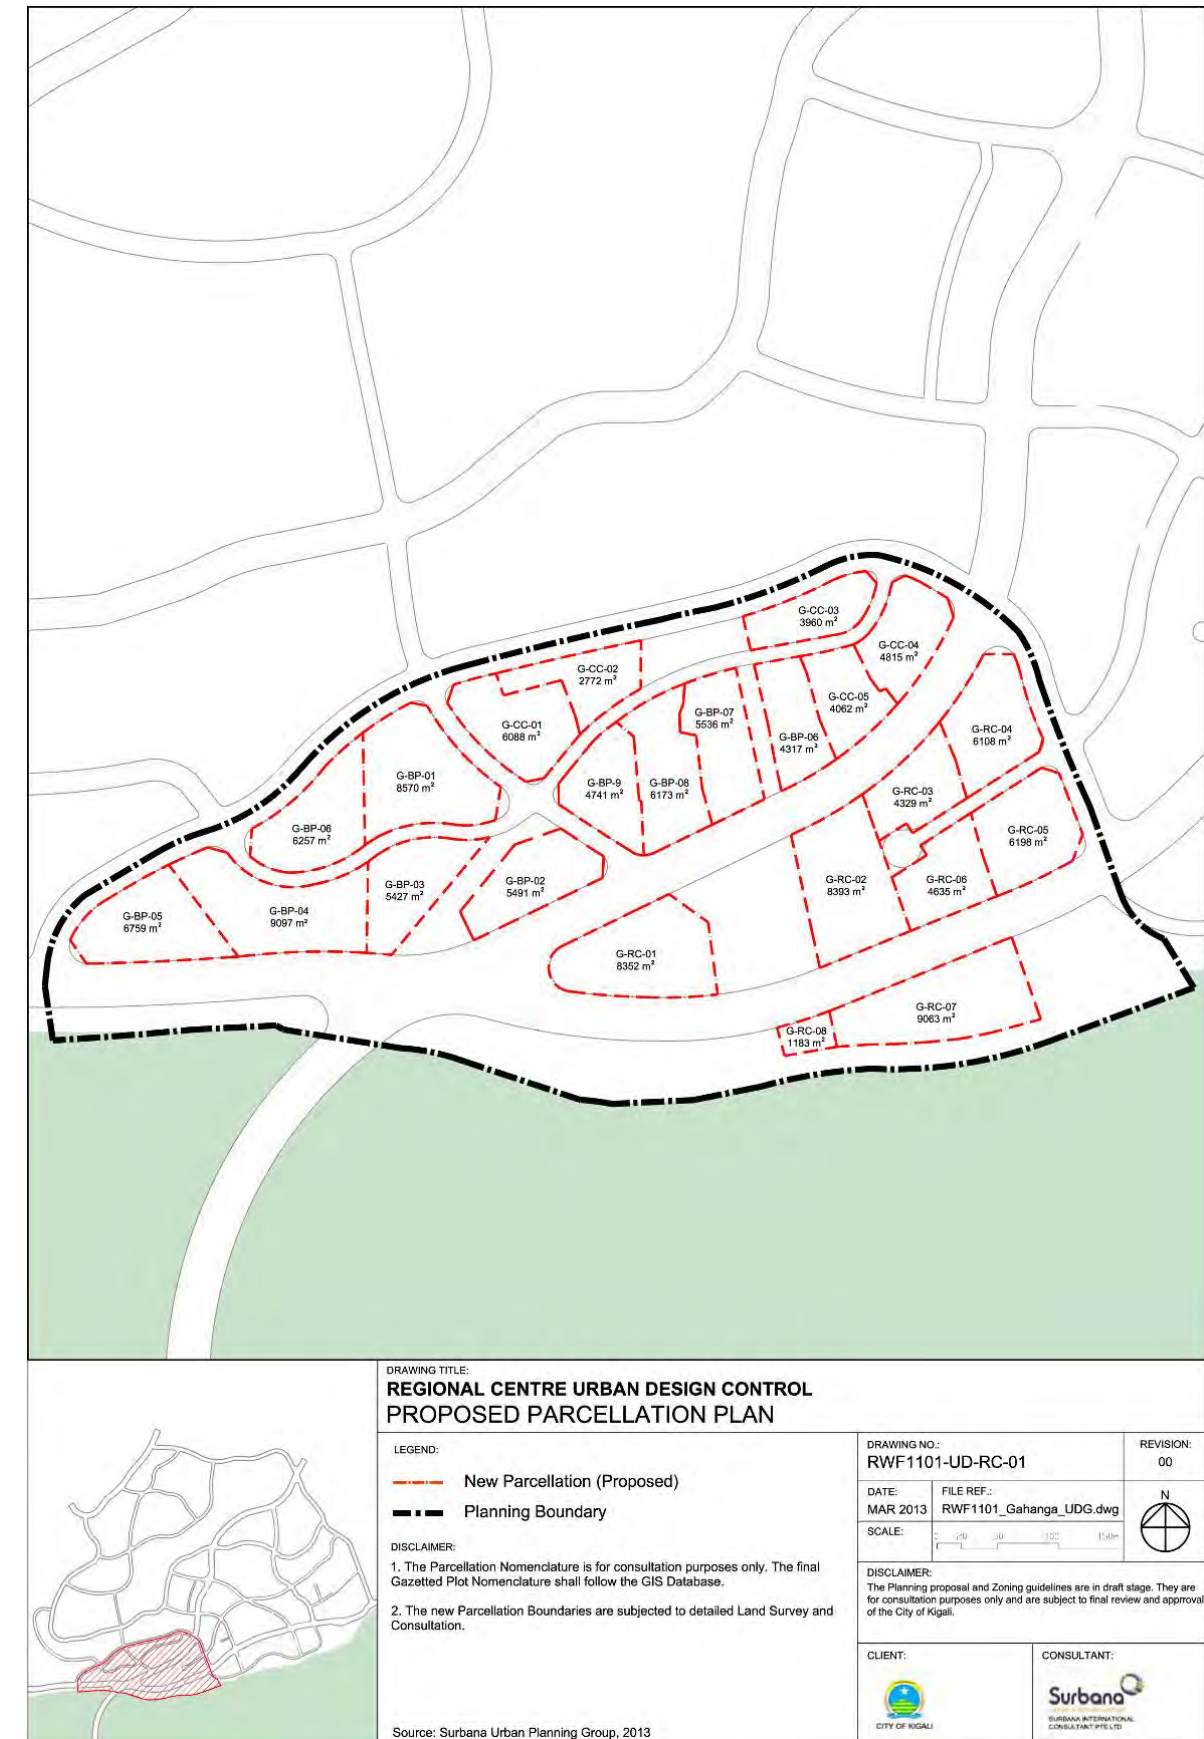 G-CC-03
3960 m²
G-CC-04
4815 m²
G-CC-02
2772 m²
G-CC-05
4062 m²
G-CC-01
6088 m²
G-BP-07
5536 m²
G-BP-06
4317 m²
G-RC-04
6108 m²
G-BP-01
8570 m²
G-BP-9
4741 m²
G-BP-08
6173 m²
G-RC-03
4329 m²
G-BP-06
6257 m²
G-RC-05
6198 m²
G-BP-03
5427 m²
G-BP-02
5491 m²
G-RC-02
8393 m²
G-RC-06
4635 m²
G-BP-05
6759 m²
G-BP-04
9097 m²
G-RC-01
8352 m²
G-RC-07
9063 m²
G-RC-08
1183 m²
DRAWING TITLE:
REGIONAL CENTRE URBAN DESIGN CONTROL
PROPOSED PARCELLATION PLAN
LEGEND:
New Parcellation (Proposed)
Planning Boundary
DISCLAIMER:
1. The Parcellation Nomenclature is for consultation purposes only. The final
Gazetted Plot Nomenclature shall follow the GIS Database.
2. The new Parcellation Boundaries are subjected to detailed Land Survey and
Consultation.
Source: Surbana Urban Planning Group, 2013
DRAWING NO.:
RWF1101-UD-RC-01
REVISION:
00
DATE:
MAR 2013
FILE REF.:
RWF1101_Gahanga_UDG.dwg
N
SCALE:
DISCLAIMER:
The Planning proposal and Zoning guidelines are in draft stage. They are
for consultation purposes only and are subject to final review and approval
of the City of Kigali.
CLIENT:
CITY OF KIGALI
CONSULTANT:
Surbana
SURBANA INTERNATIONAL
CONSULTANT PTE LTD